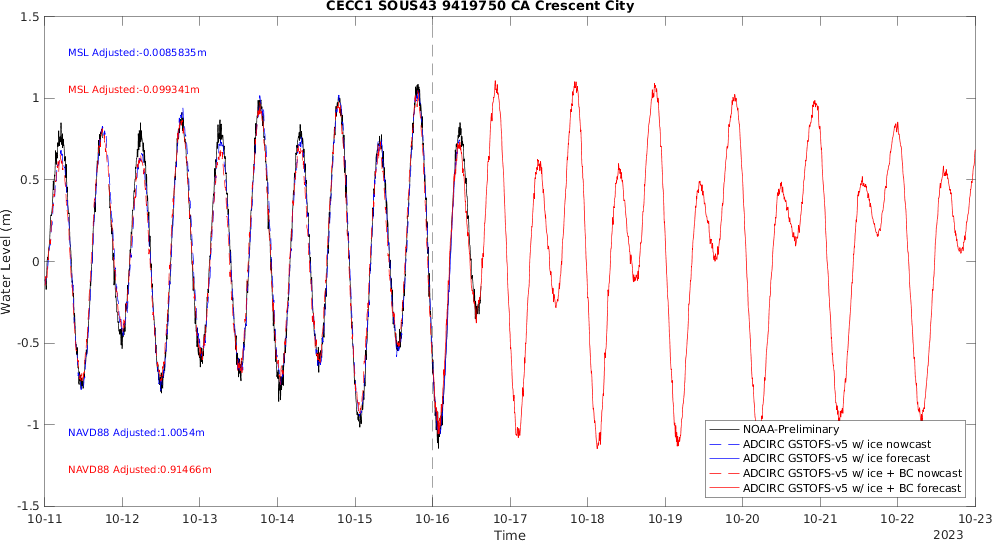 CECC1 SOUS43 9419750 CA Crescent City
MSL Adjusted:-0.0085835m
MSL Adjusted:-0.099341m
NAVD88 Adjusted:1.0054m
NAVD88 Adjusted:0.91466m
Water Level (m)
1.5
1
0.5
0
-0.5
-1
-1.5
NOAA-Preliminary
ADCIRC GSTOFS-v5 w/ ice nowcast
ADCIRC GSTOFS-v5 w/ ice forecast
ADCIRC GSTOFS-v5 w/ ice + BC nowcast
ADCIRC GSTOFS-v5 w/ ice + BC forecast
10-11 10-12 10-13 10-14 10-15 10-16 10-17 10-18 10-19 10-20 10-21 10-22 10-23
Time
2023